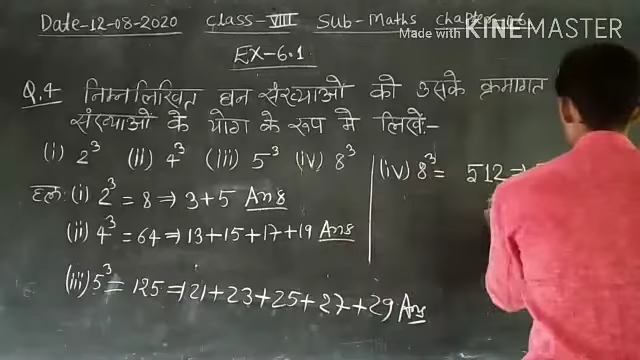 Date-12-08-2020 Class-VIII Sub-Maths Chapter-06
Made with KINEMASTER
EX-6.1
Q.4 निम्नलिखित घन संख्याओं को उसके क्रमागत
संख्याओं के योग के रूप मे लिखें:-
(i) 2³ (ii) 4³ (iii) 5³ (iv) 8³
हल: (i) 2³ = 8 ⇒ 3+5 Ans
(ii) 4³ = 64 ⇒ 13+15+17+19 Ans
(iii) 5³ = 125 ⇒ 21+23+25+27+29 Ans
(iv) 8³ = 512 ⇒